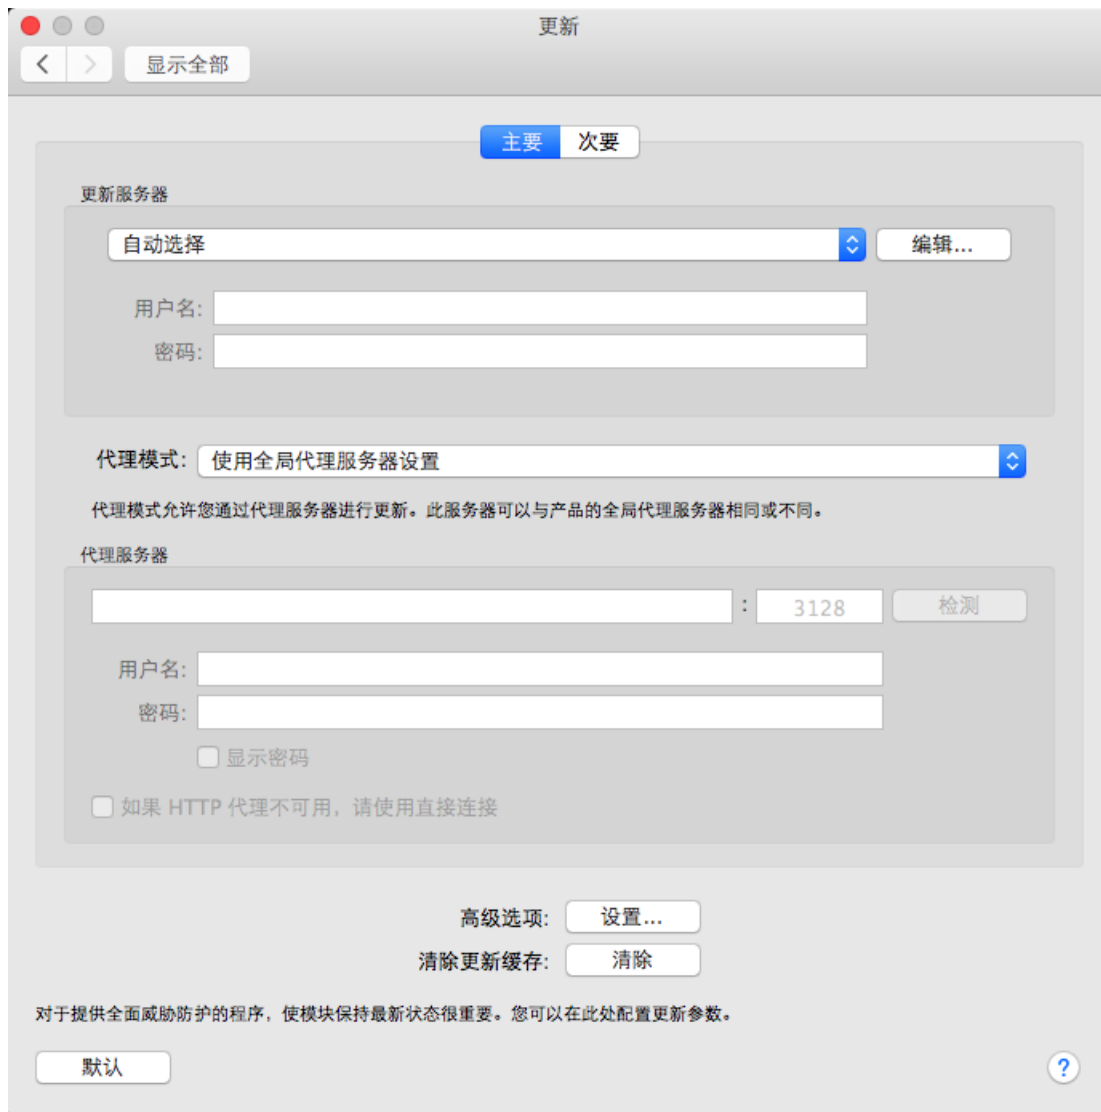 更新
显示全部
主要 次要
更新服务器
自动选择 编辑...
用户名:
密码:
代理模式: 使用全局代理服务器设置
代理模式允许您通过代理服务器进行更新。此服务器可以与产品的全局代理服务器相同或不同。
代理服务器
: 3128 检测
用户名:
密码:
显示密码
如果 HTTP 代理不可用，请使用直接连接
高级选项: 设置...
清除更新缓存: 清除
对于提供全面威胁防护的程序，使模块保持最新状态很重要。您可以在此处配置更新参数。
默认 ?